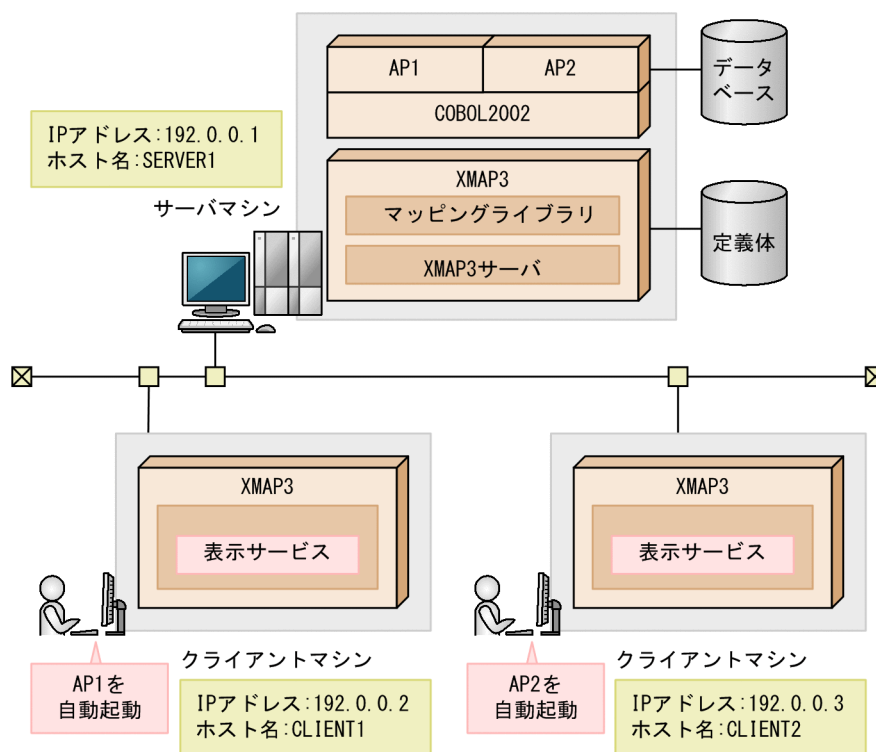 AP1
AP2
COBOL2002
データ
ベース
IPアドレス:192.0.0.1
ホスト名:SERVER1
サーバマシン
XMAP3
マッピングライブラリ
XMAP3サーバ
定義体
XMAP3
表示サービス
XMAP3
表示サービス
クライアントマシン
AP1を
自動起動
IPアドレス:192.0.0.2
ホスト名:CLIENT1
クライアントマシン
AP2を
自動起動
IPアドレス:192.0.0.3
ホスト名:CLIENT2